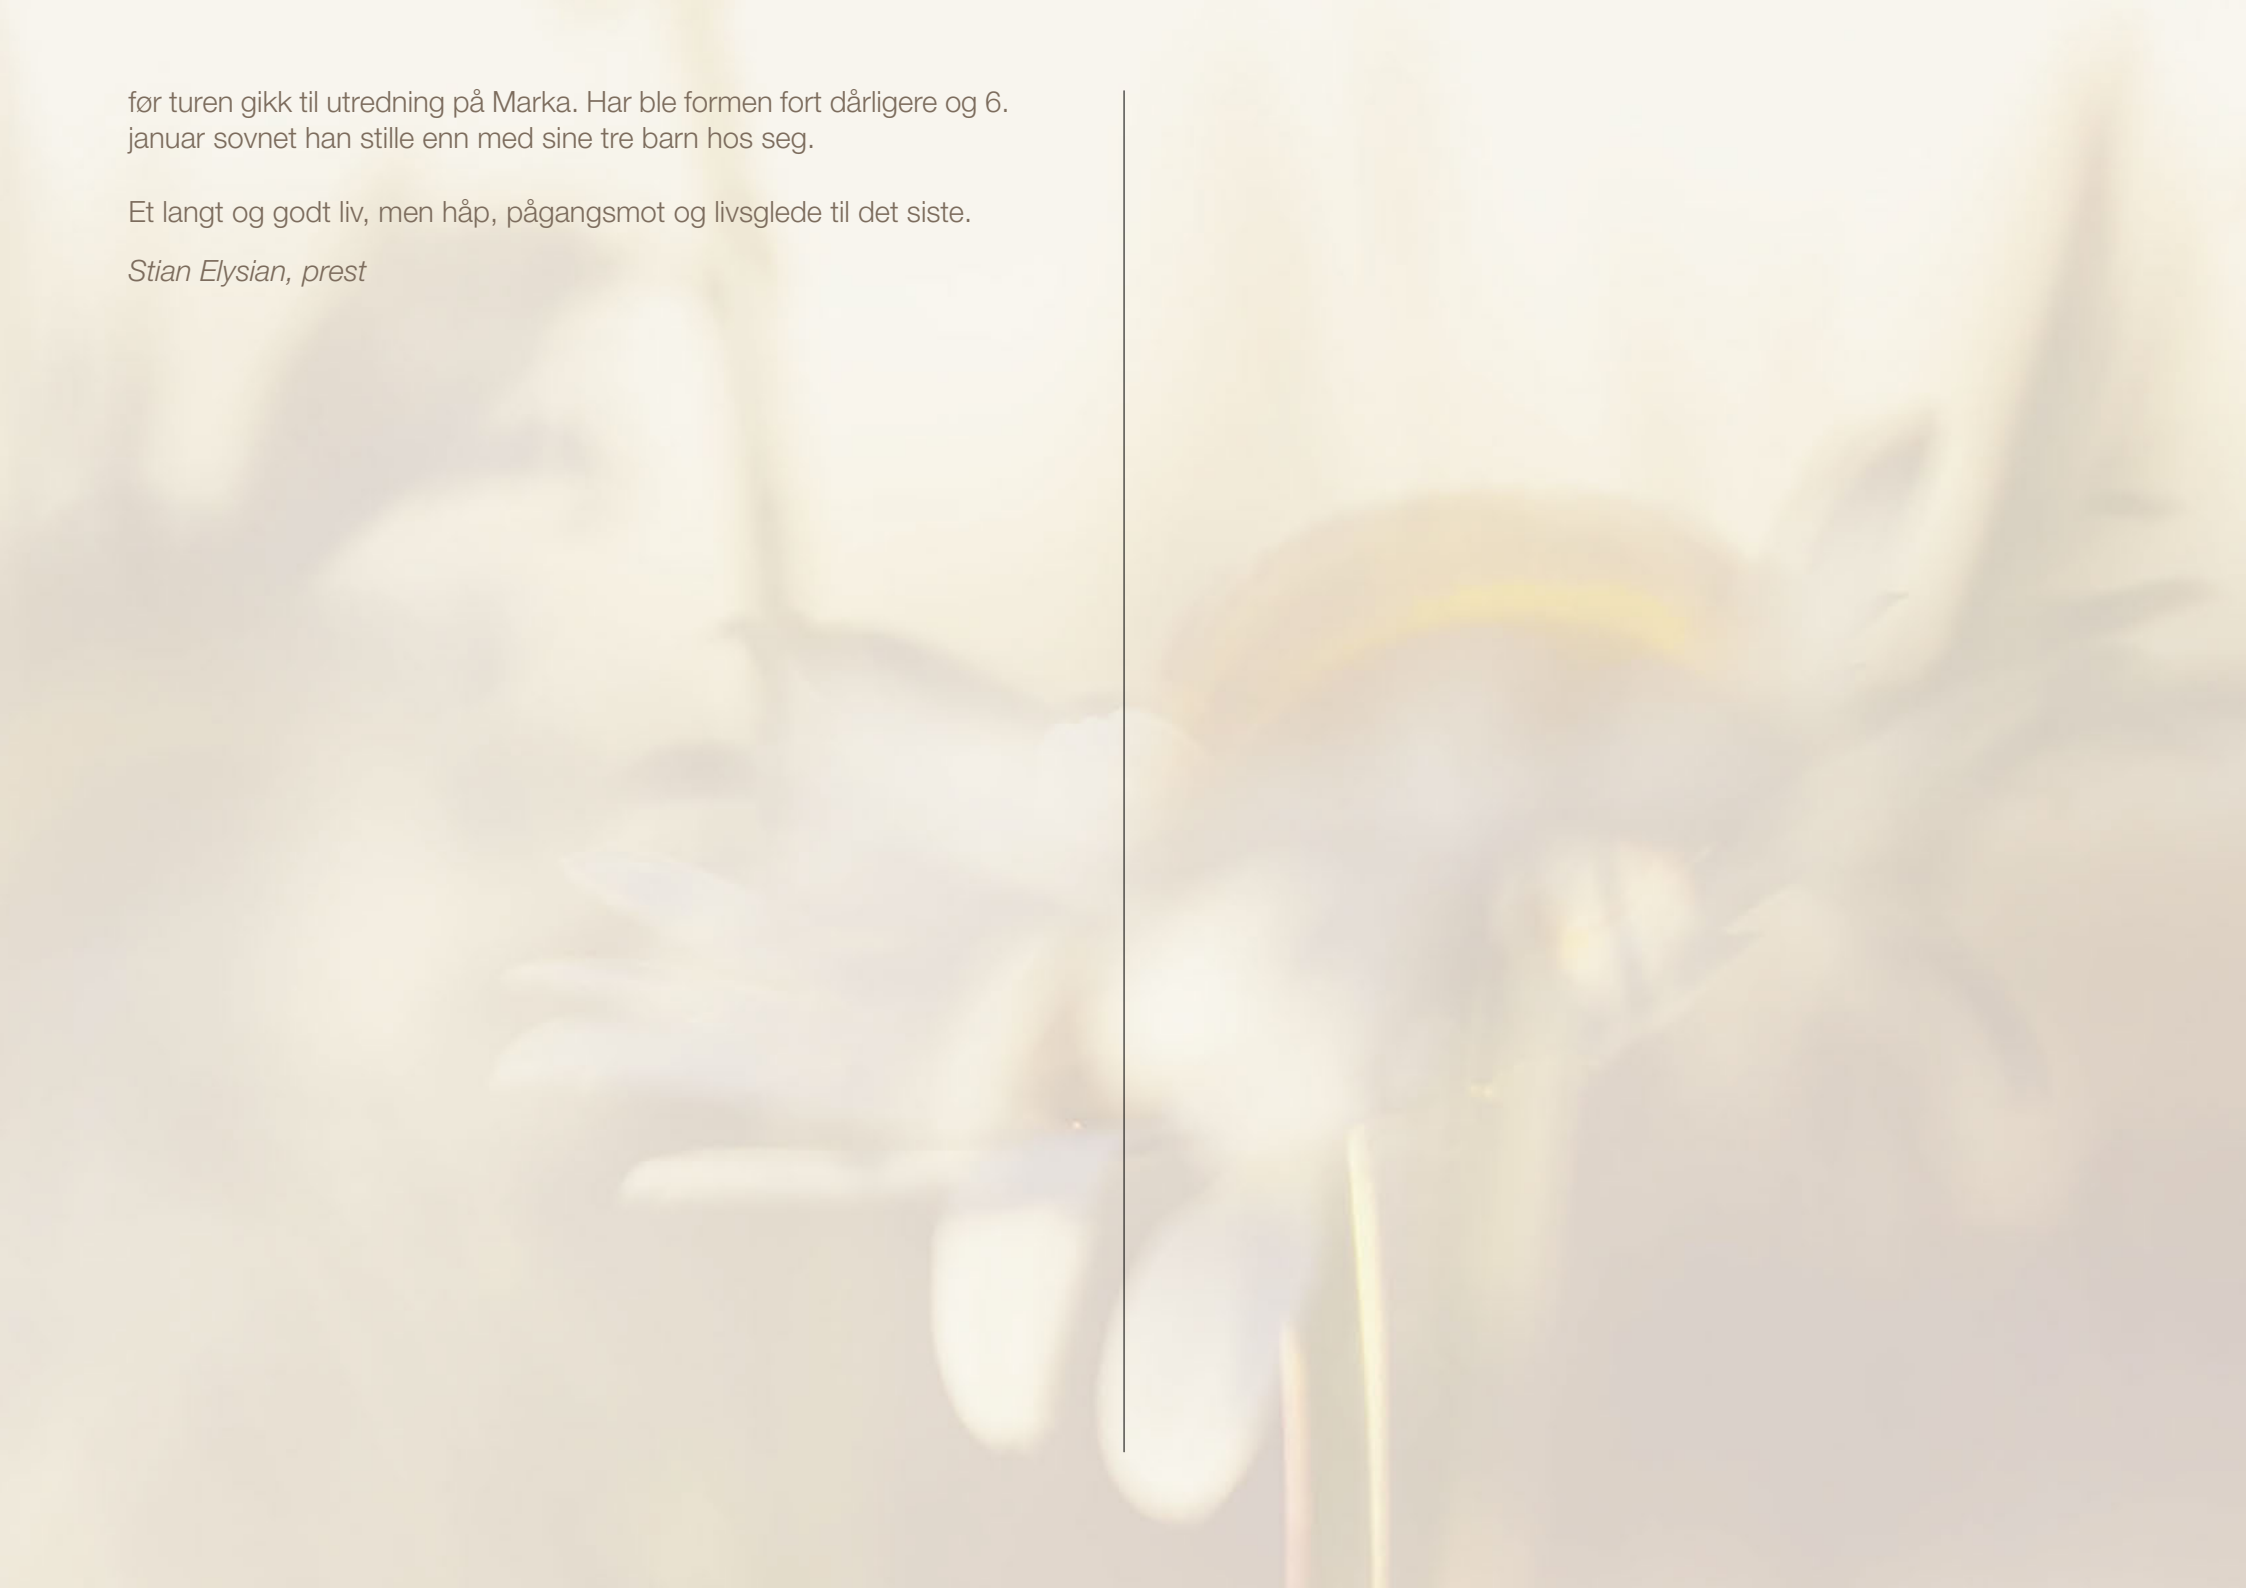 før turen gikk til utredning på Marka. Har ble formen fort dårligere og 6.
januar sovnet han stille enn med sine tre barn hos seg.
Et langt og godt liv, men håp, pågangsmot og livsglede til det siste.
Stian Elysian, prest